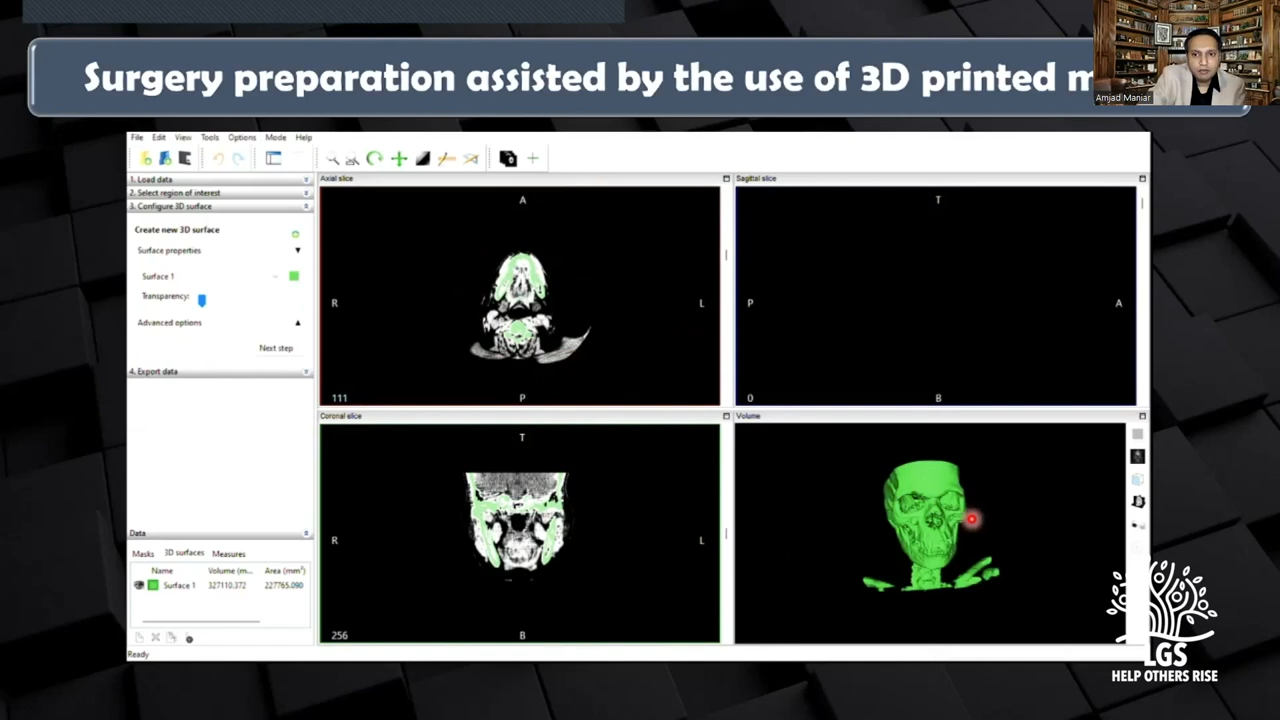 Surgery preparation assisted by the use of 3D printed m
Amjad Maniar
File Edit View Tools Options Mode Help
1. Load data
2. Select region of interest
3. Configure 3D surface
Create new 3D surface
Surface properties
Surface 1
Transparency:
Advanced options
Next step
4. Export data
Data
Masks 3D surfaces Measures
Name Volume (m... Area (mm²)
Surface 1 327110.372 227765.090
Ready
Axial slice
A
R L
111 P
Sagittal slice
T
P A
0 B
Coronal slice
T
R L
256 B
Volume
LGS
HELP OTHERS RISE